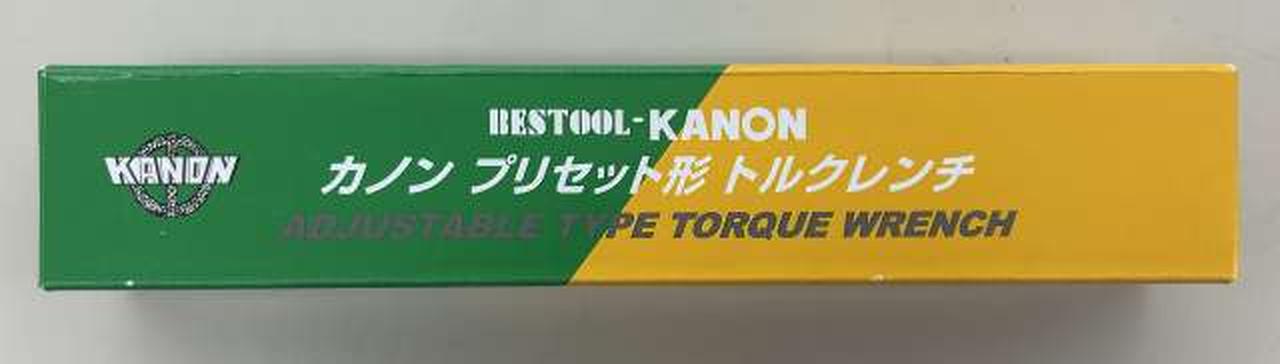 KANON
BESTOOL-KANON
カノン プリセット形 トルクレンチ
ADJUSTABLE TYPE TORQUE WRENCH